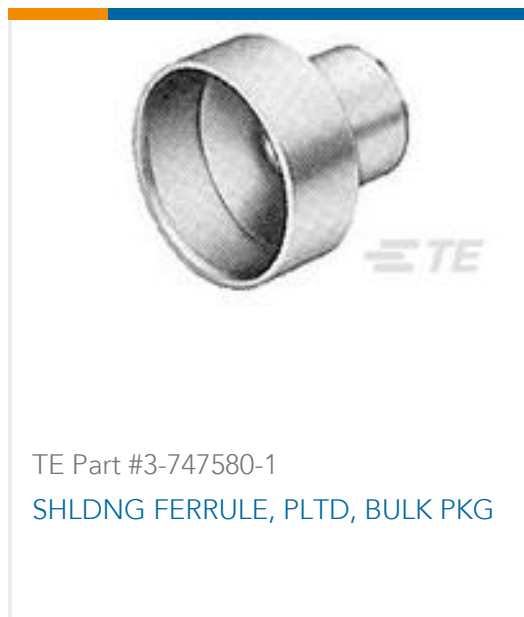 TE
TE Part #3-747580-1
SHLDNG FERRULE, PLTD, BULK PKG